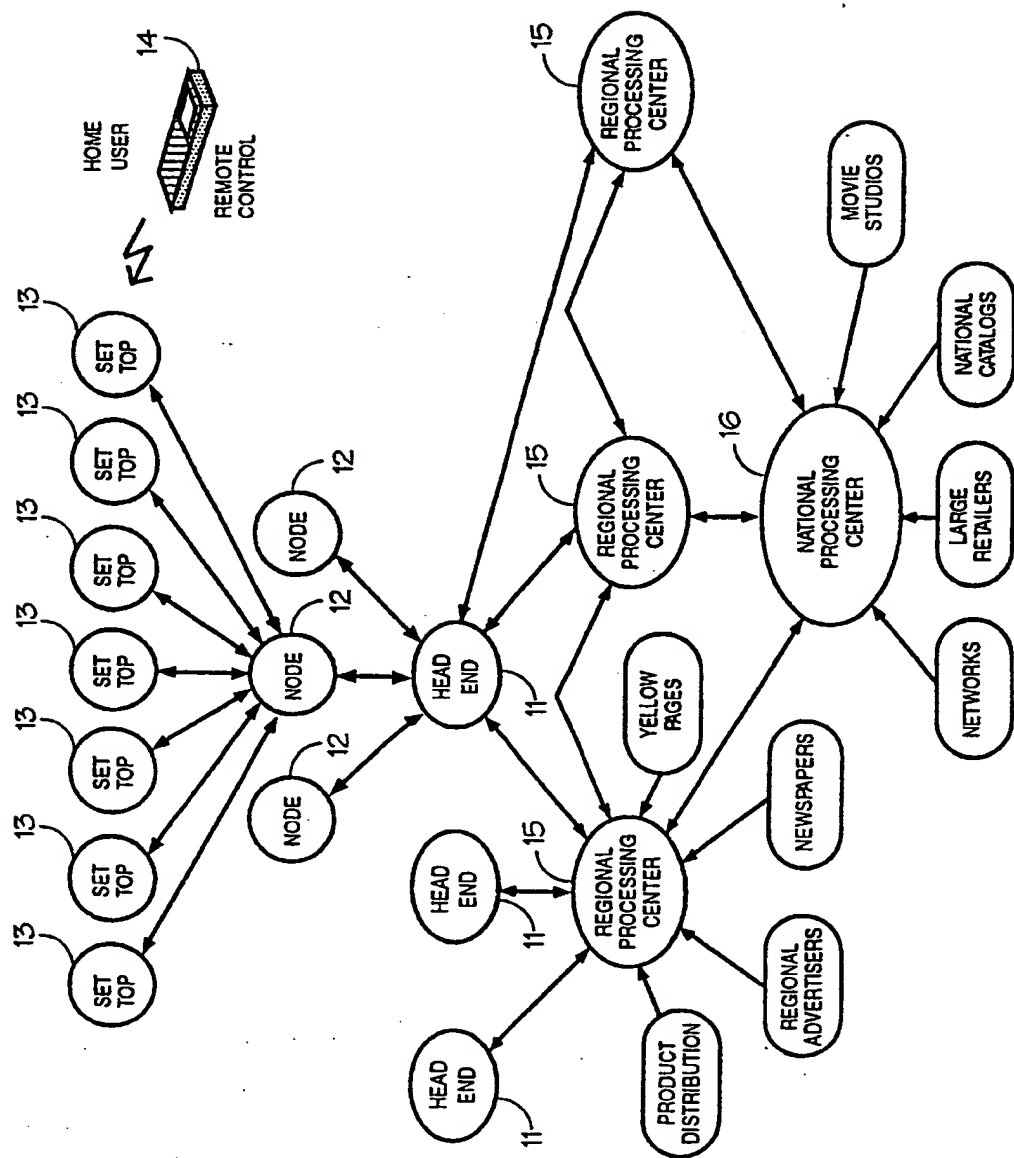 13
SET
TOP
13
SET
TOP
13
SET
TOP
13
SET
TOP
13
SET
TOP
13
SET
TOP
13
SET
TOP
HOME
USER
14
REMOTE
CONTROL
12
NODE
12
NODE
12
NODE
HEAD
END
11
HEAD
END
11
HEAD
END
11
15
REGIONAL
PROCESSING
CENTER
15
REGIONAL
PROCESSING
CENTER
15
REGIONAL
PROCESSING
CENTER
YELLOW
PAGES
PRODUCT
DISTRIBUTION
REGIONAL
ADVERTISERS
NEWSPAPERS
16
NATIONAL
PROCESSING
CENTER
NETWORKS
LARGE
RETAILERS
NATIONAL
CATALOGS
MOVIE
STUDIOS